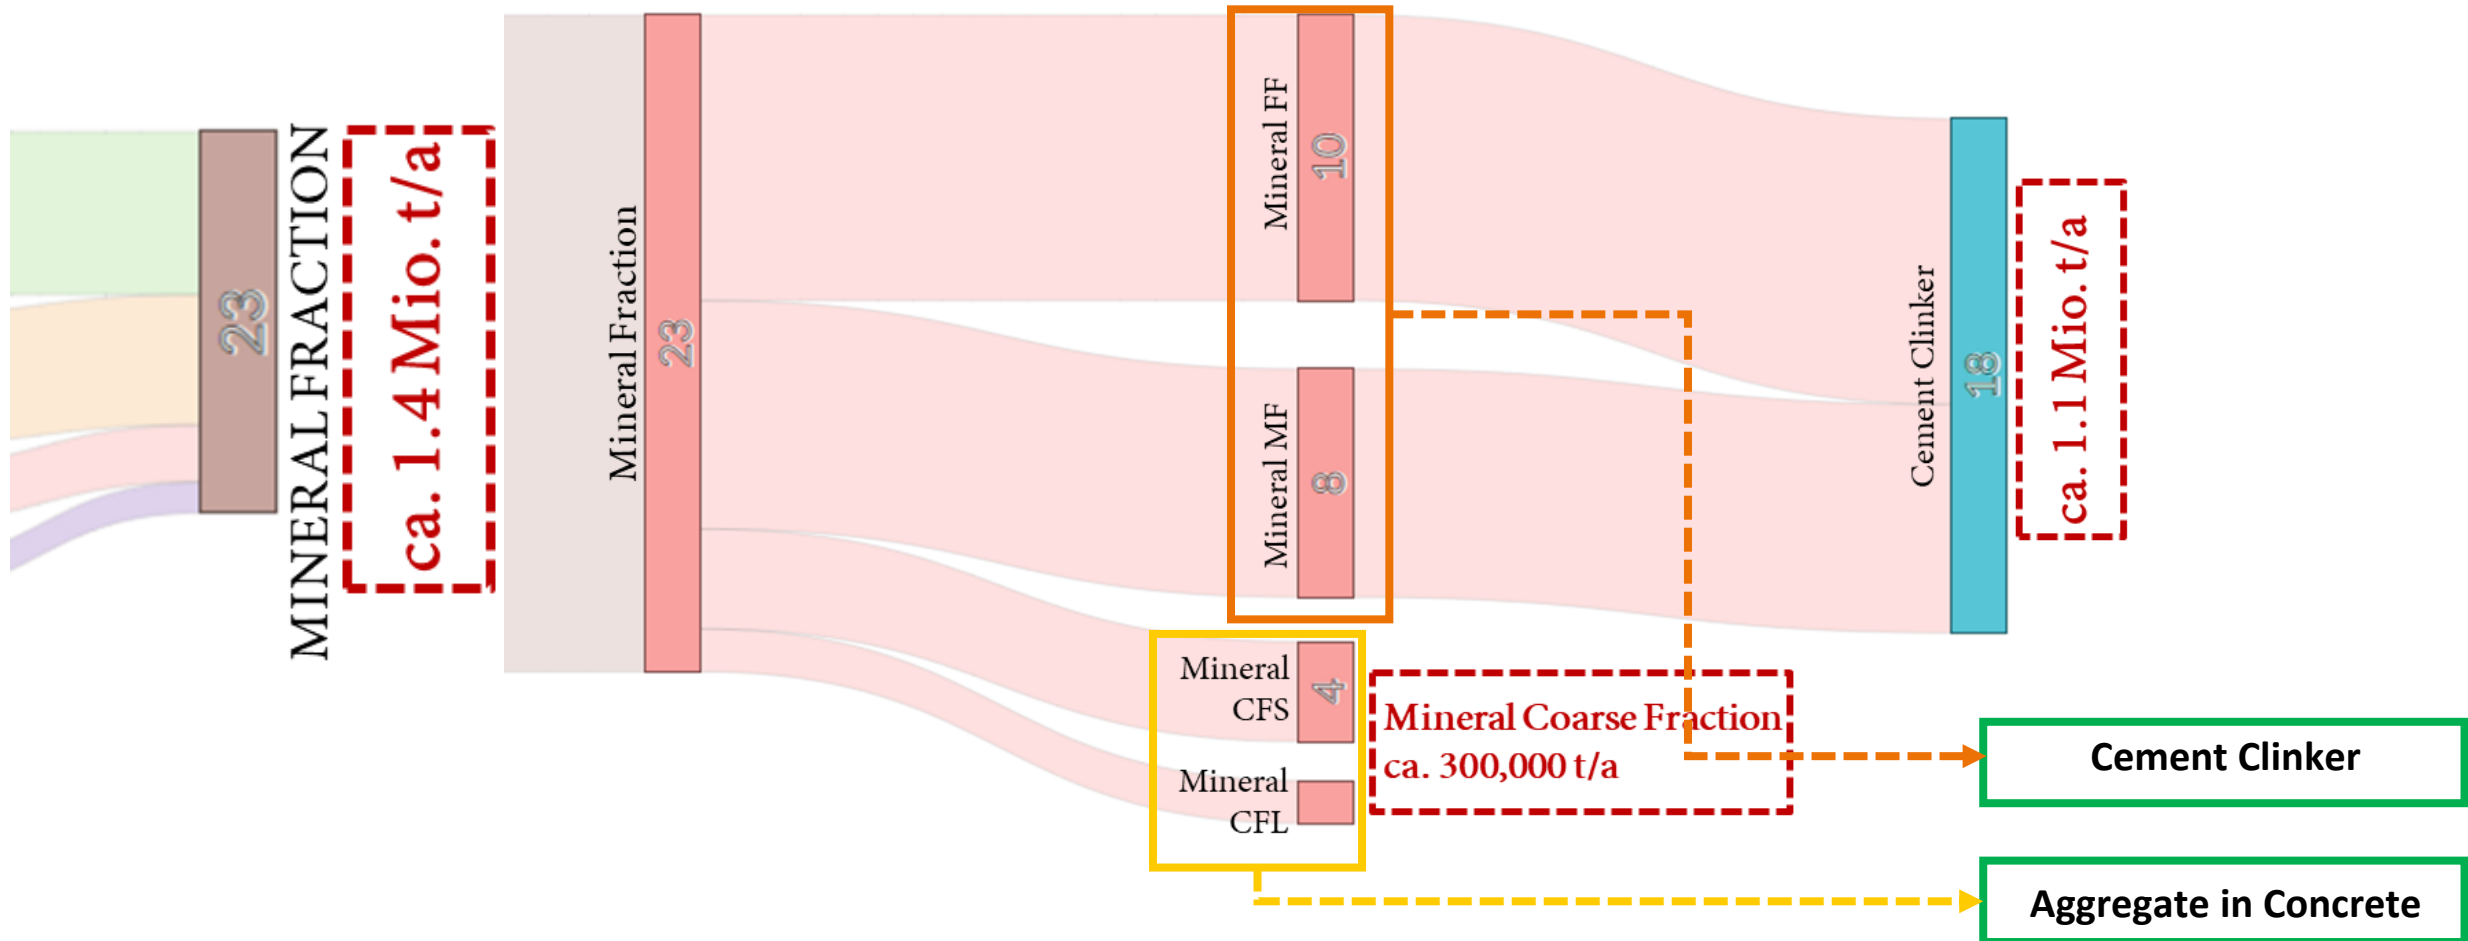 23
MINERAL FRACTION
ca. 1.4 Mio. t/a
Mineral Fraction
23
Mineral FF
10
Mineral MF
8
Mineral
CFS
4
Mineral
CFL
Mineral Coarse Fraction
ca. 300,000 t/a
Cement Clinker
18
ca. 1.1 Mio. t/a
Cement Clinker
Aggregate in Concrete